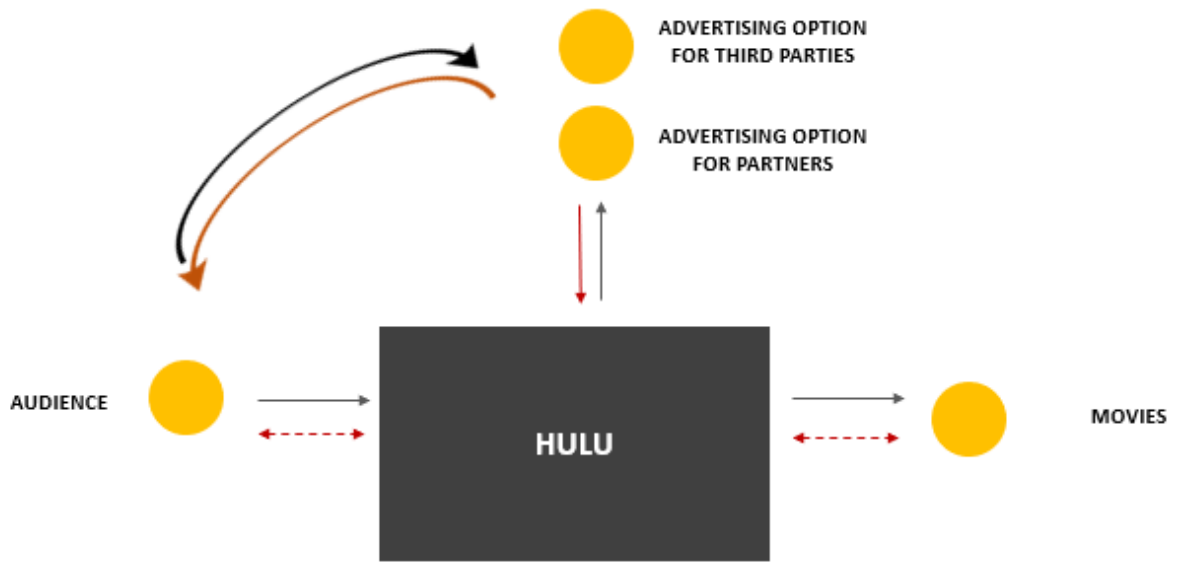 ADVERTISING OPTION
FOR THIRD PARTIES
ADVERTISING OPTION
FOR PARTNERS
AUDIENCE
HULU
MOVIES